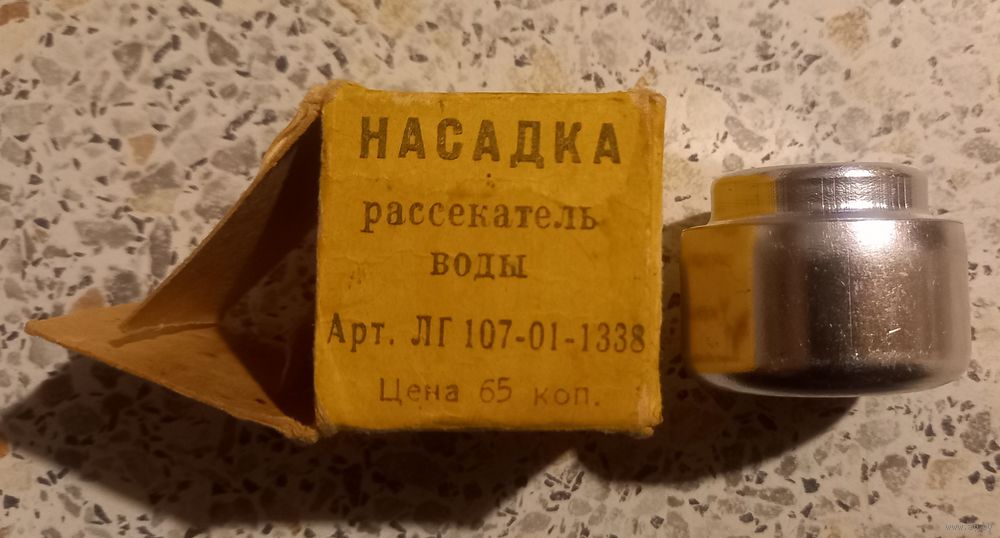 НАСАДКА
рассекатель
воды
Арт. ЛГ 107-01-1338
Цена 65 коп.